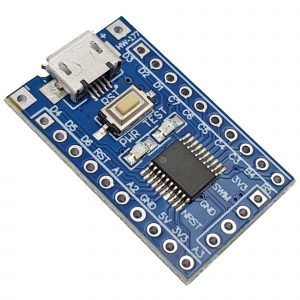 HW-177
RST
PWR
TEST
D4
D5
D6
RST
A1
A2
GND
5V
3V3
A3
D3
D2
D1
C7
C6
C5
C4
C3
B4
B5
3V3
SWIM
GND
NRST